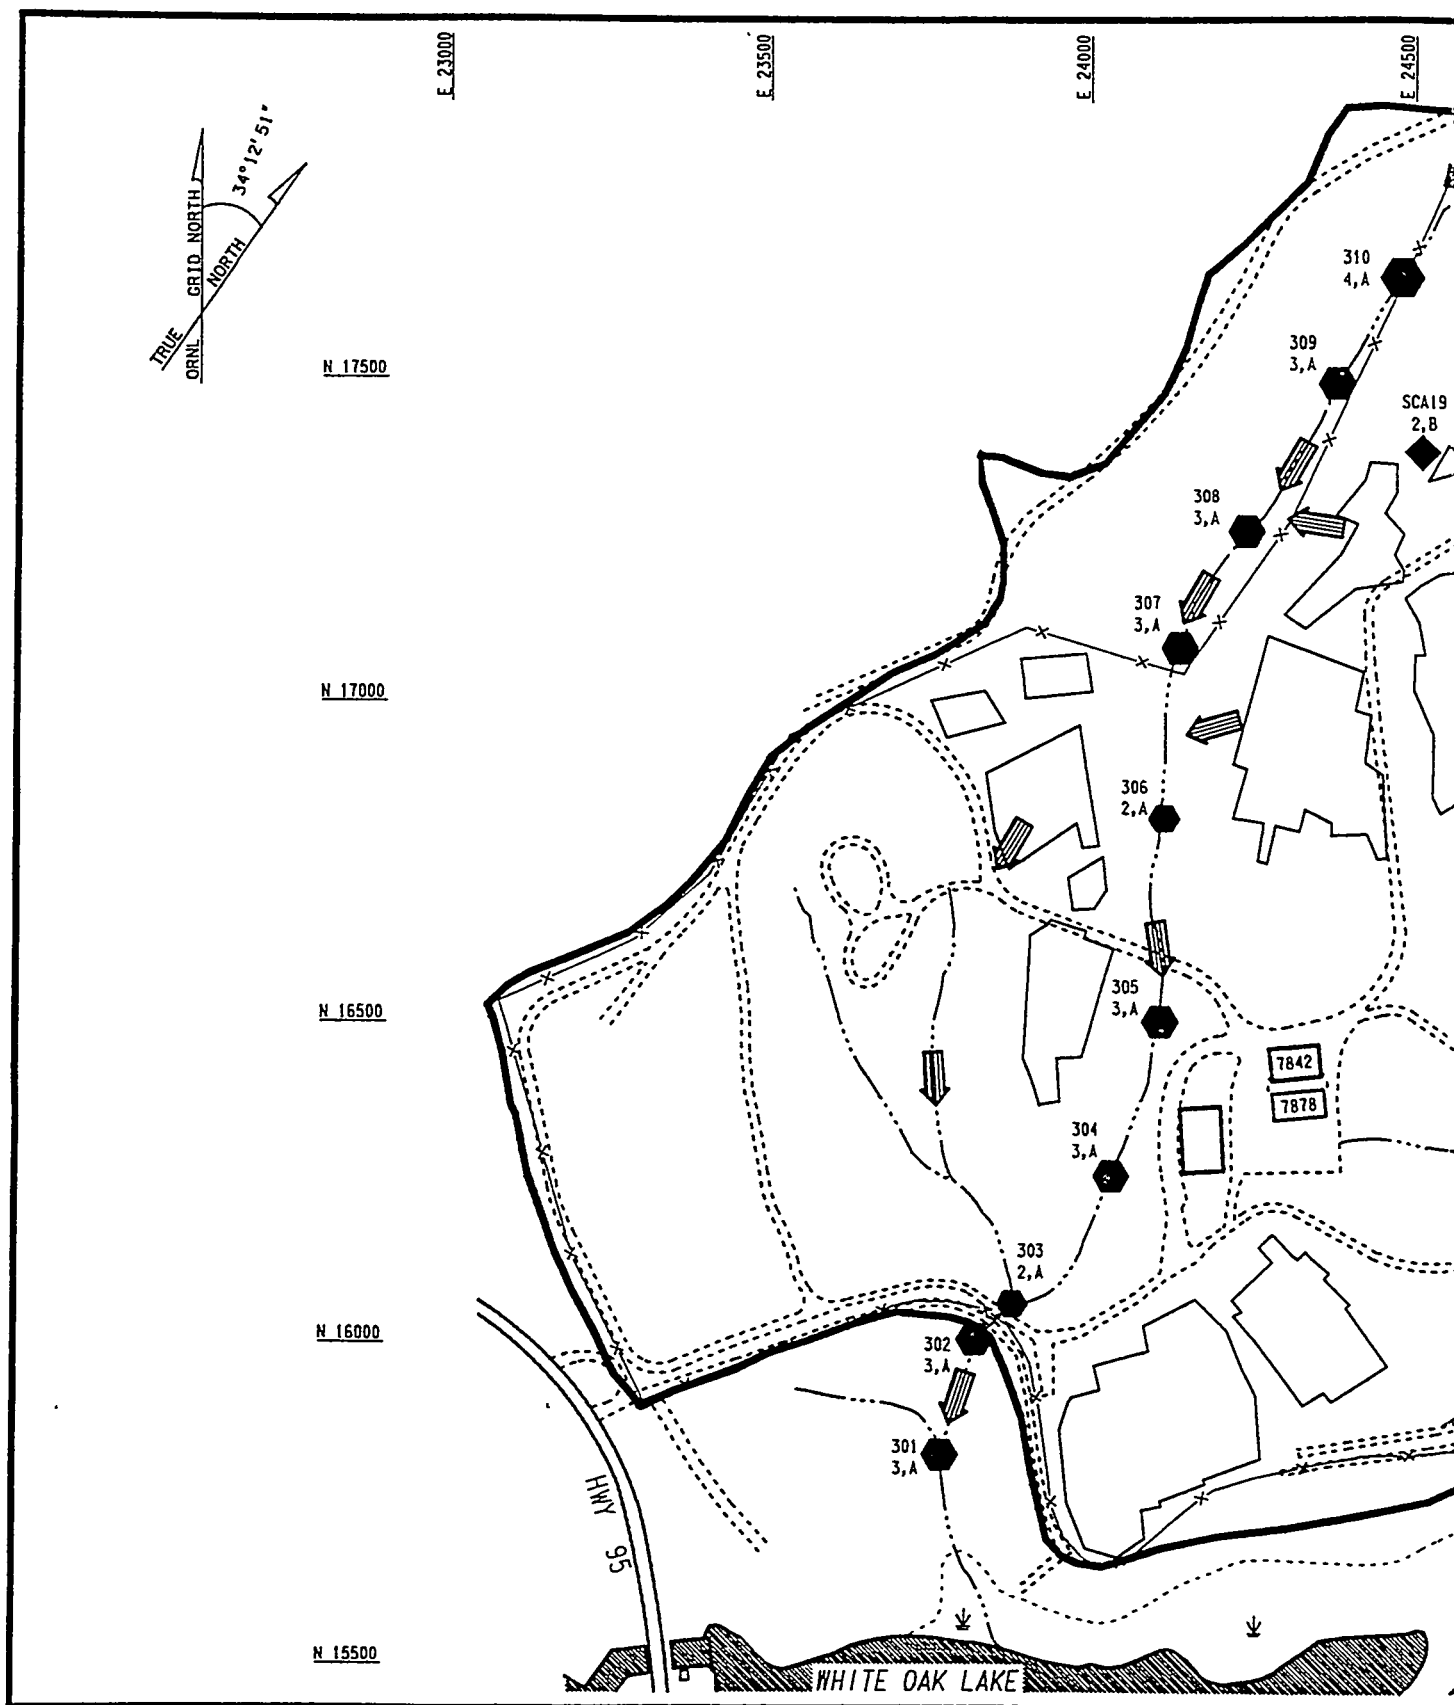 E 23000
E 23500
E 24000
E 24500
34°12'51"
ORNL GRID NORTH
TRUE NORTH
310
4,A
309
3,A
N 17500
SCA19
2,B
308
3,A
307
3,A
N 17000
306
2,A
305
3,A
N 16500
7842
7878
304
3,A
303
2,A
N 16000
302
3,A
301
3,A
HWY 95
N 15500
WHITE OAK LAKE